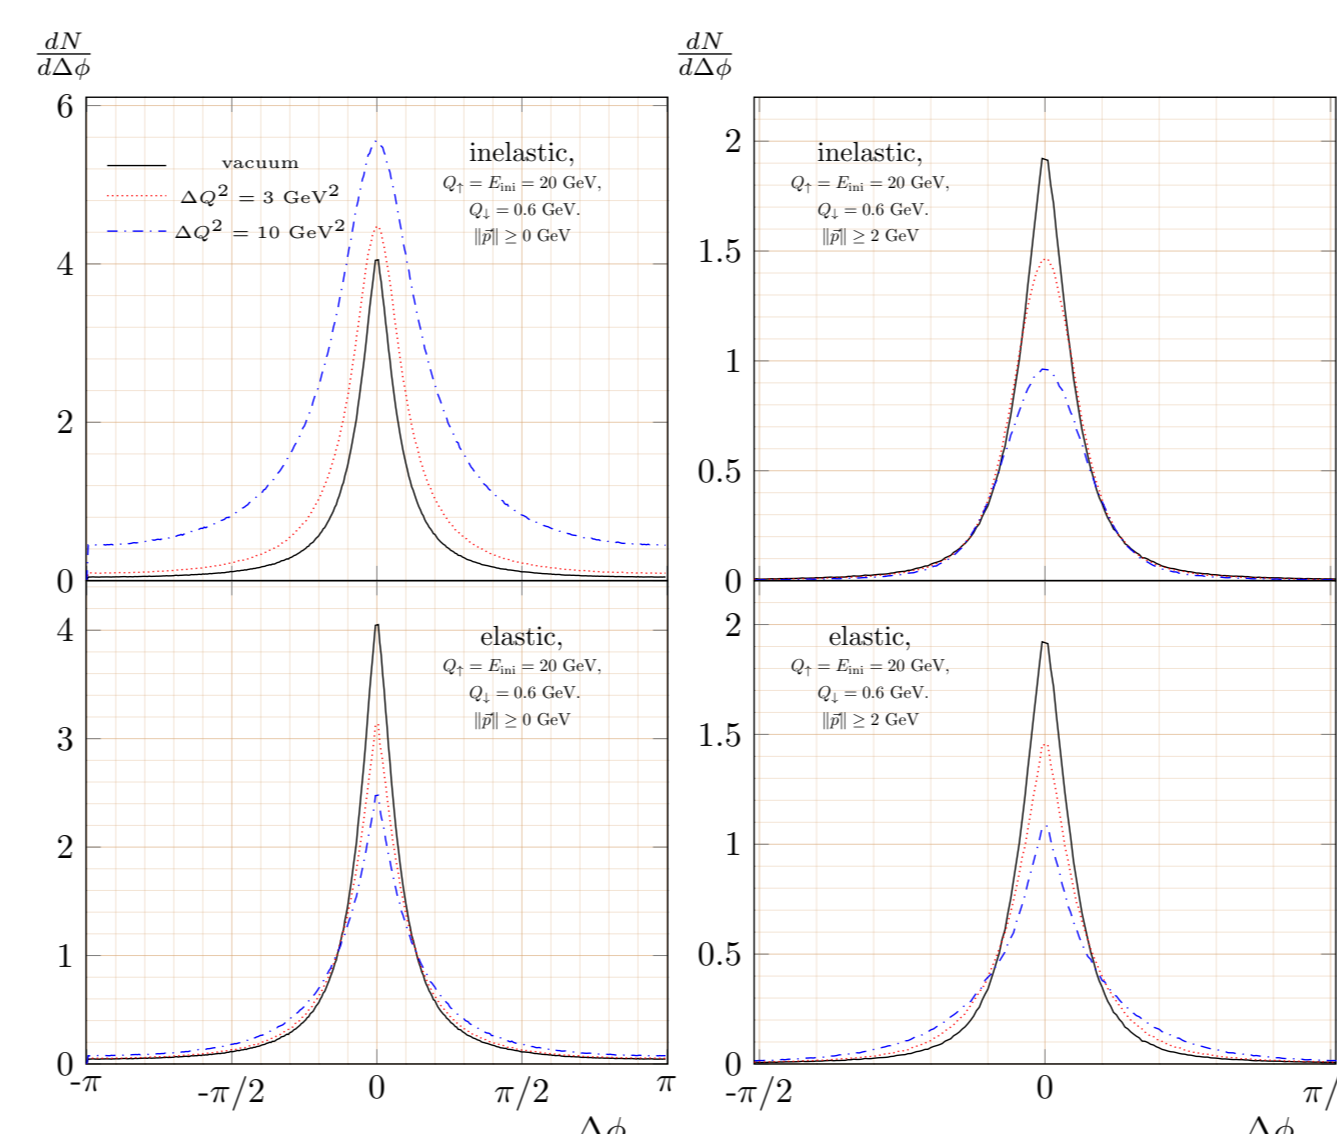 dN/dΔϕ
dN/dΔϕ
6
4
2
0
vacuum
ΔQ² = 3 GeV²
ΔQ² = 10 GeV²
inelastic,
Q↑ = E_ini = 20 GeV,
Q↓ = 0.6 GeV.
‖p⃗‖ ≥ 0 GeV
2
1.5
1
0.5
0
inelastic,
Q↑ = E_ini = 20 GeV,
Q↓ = 0.6 GeV.
‖p⃗‖ ≥ 2 GeV
4
3
2
1
0
elastic,
Q↑ = E_ini = 20 GeV,
Q↓ = 0.6 GeV.
‖p⃗‖ ≥ 0 GeV
-π -π/2 0 π/2 π
Δϕ
2
1.5
1
0.5
0
elastic,
Q↑ = E_ini = 20 GeV,
Q↓ = 0.6 GeV.
‖p⃗‖ ≥ 2 GeV
-π/2 0 π/
Δϕ